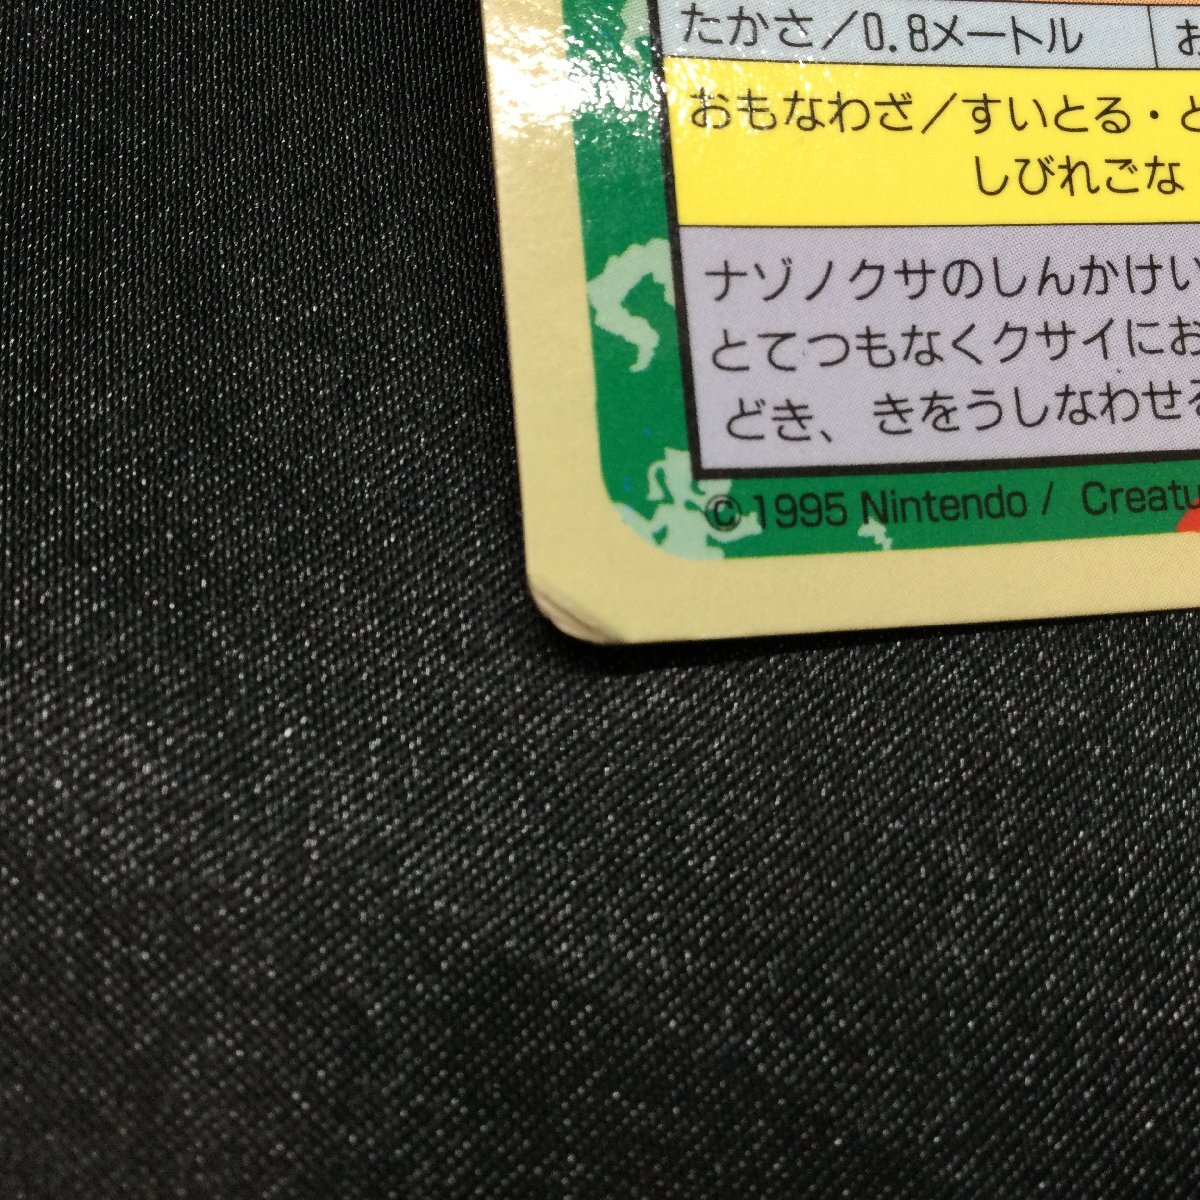 たかさ/0.8メートル お
おもなわざ/すいとる・ど
しびれごな
ナゾノクサのしんかけい
とてつもなくクサイにお
どき、きをうしなわせる
© 1995 Nintendo / Creatu